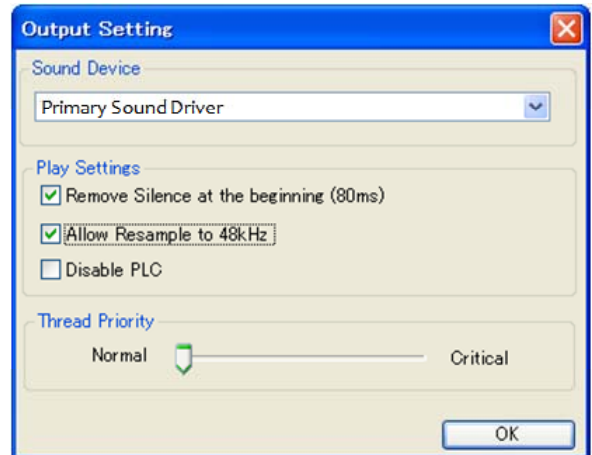 Output Setting
Sound Device
Primary Sound Driver
Play Settings
Remove Silence at the beginning (80ms)
Allow Resample to 48kHz
Disable PLC
Thread Priority
Normal Critical
OK